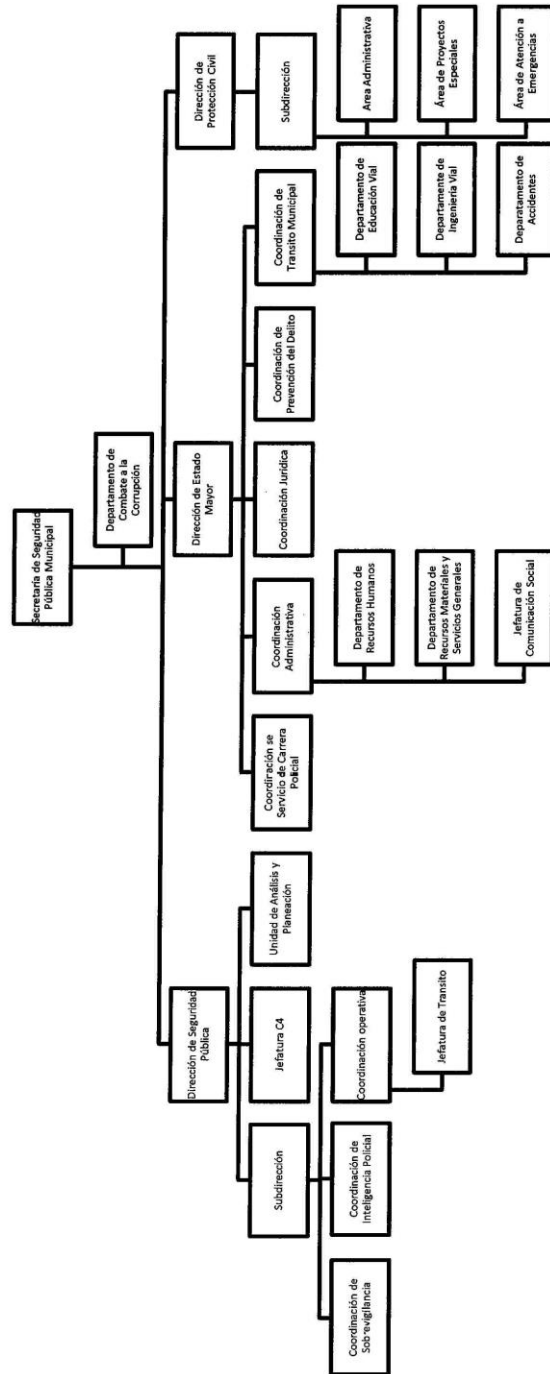 Secretaría de Seguridad
Pública Municipal
Departamento de
Combate a la
Corrupción
Dirección de Seguridad
Pública
Dirección de Estado
Mayor
Dirección de
Protección Civil
Subdirección
Jefatura C4
Unidad de Análisis y
Planeación
Coordiración se
Servicio de Carrera
Policial
Coordinación
Administrativa
Coordinación Jurídica
Coordinación de
Prevención del Delito
Coordinación de
Transito Municipal
Subdirección
Coordinación de
Sobrevigilancia
Coordinación de
Inteligencia Policial
Coordinación operativa
Jefatura de Transito
Departamento de
Recursos Humanos
Departamento de
Recursos Materiales y
Servicios Generales
Jefatura de
Comunicación Social
Departamento de
Educación Vial
Departamente de
Ingenieria Vial
Deparatamento de
Accidentes
Area Administrativa
Área de Proyectos
Especiales
Área de Atención a
Emergencias